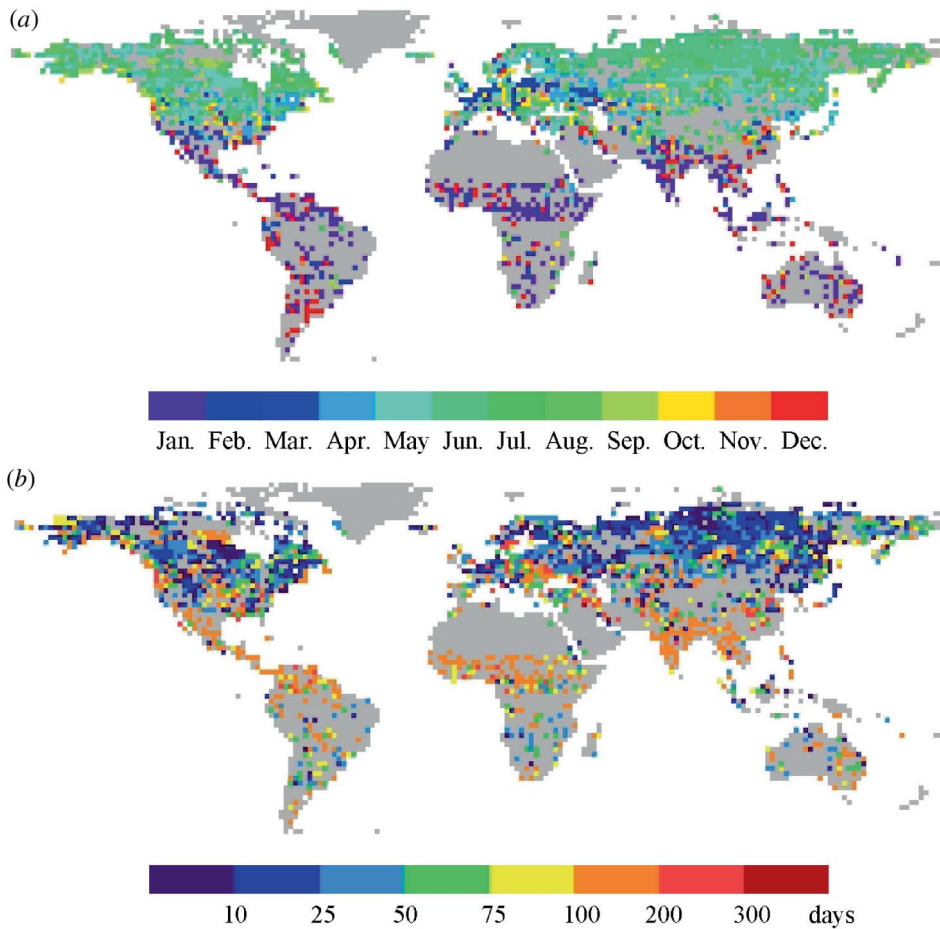 (a)
Jan. Feb. Mar. Apr. May Jun. Jul. Aug. Sep. Oct. Nov. Dec.
(b)
10 25 50 75 100 200 300 days